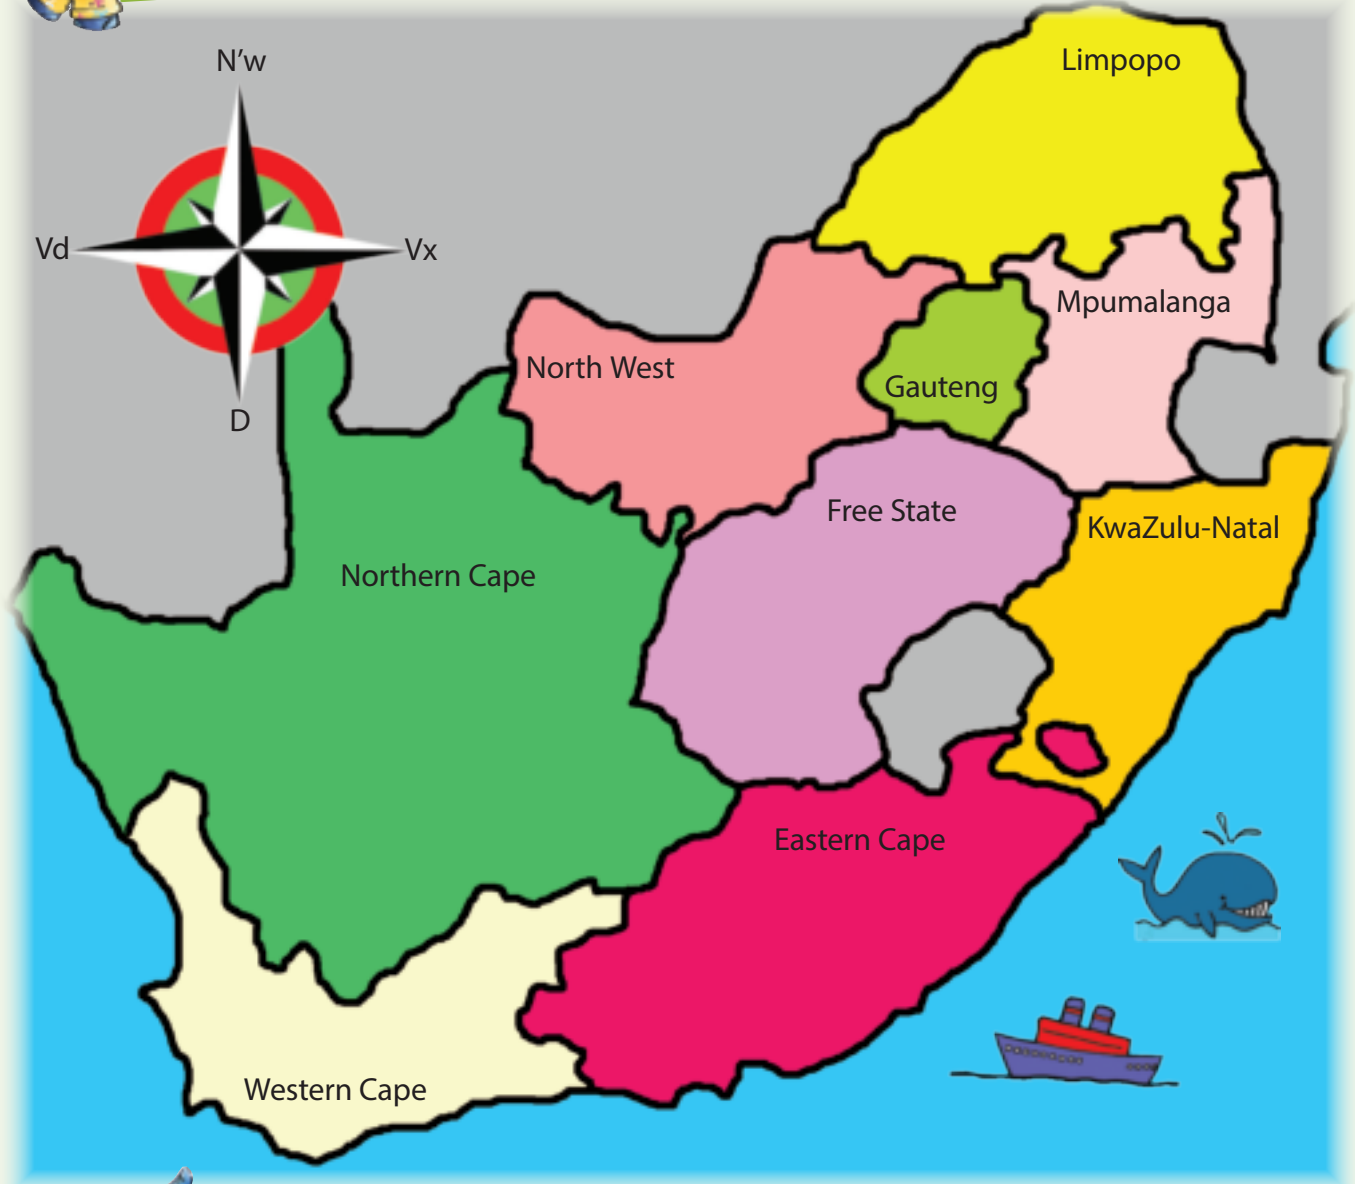 N'w
Limpopo
Vd
Vx
Mpumalanga
North West
Gauteng
D
Free State
KwaZulu-Natal
Northern Cape
Eastern Cape
Western Cape